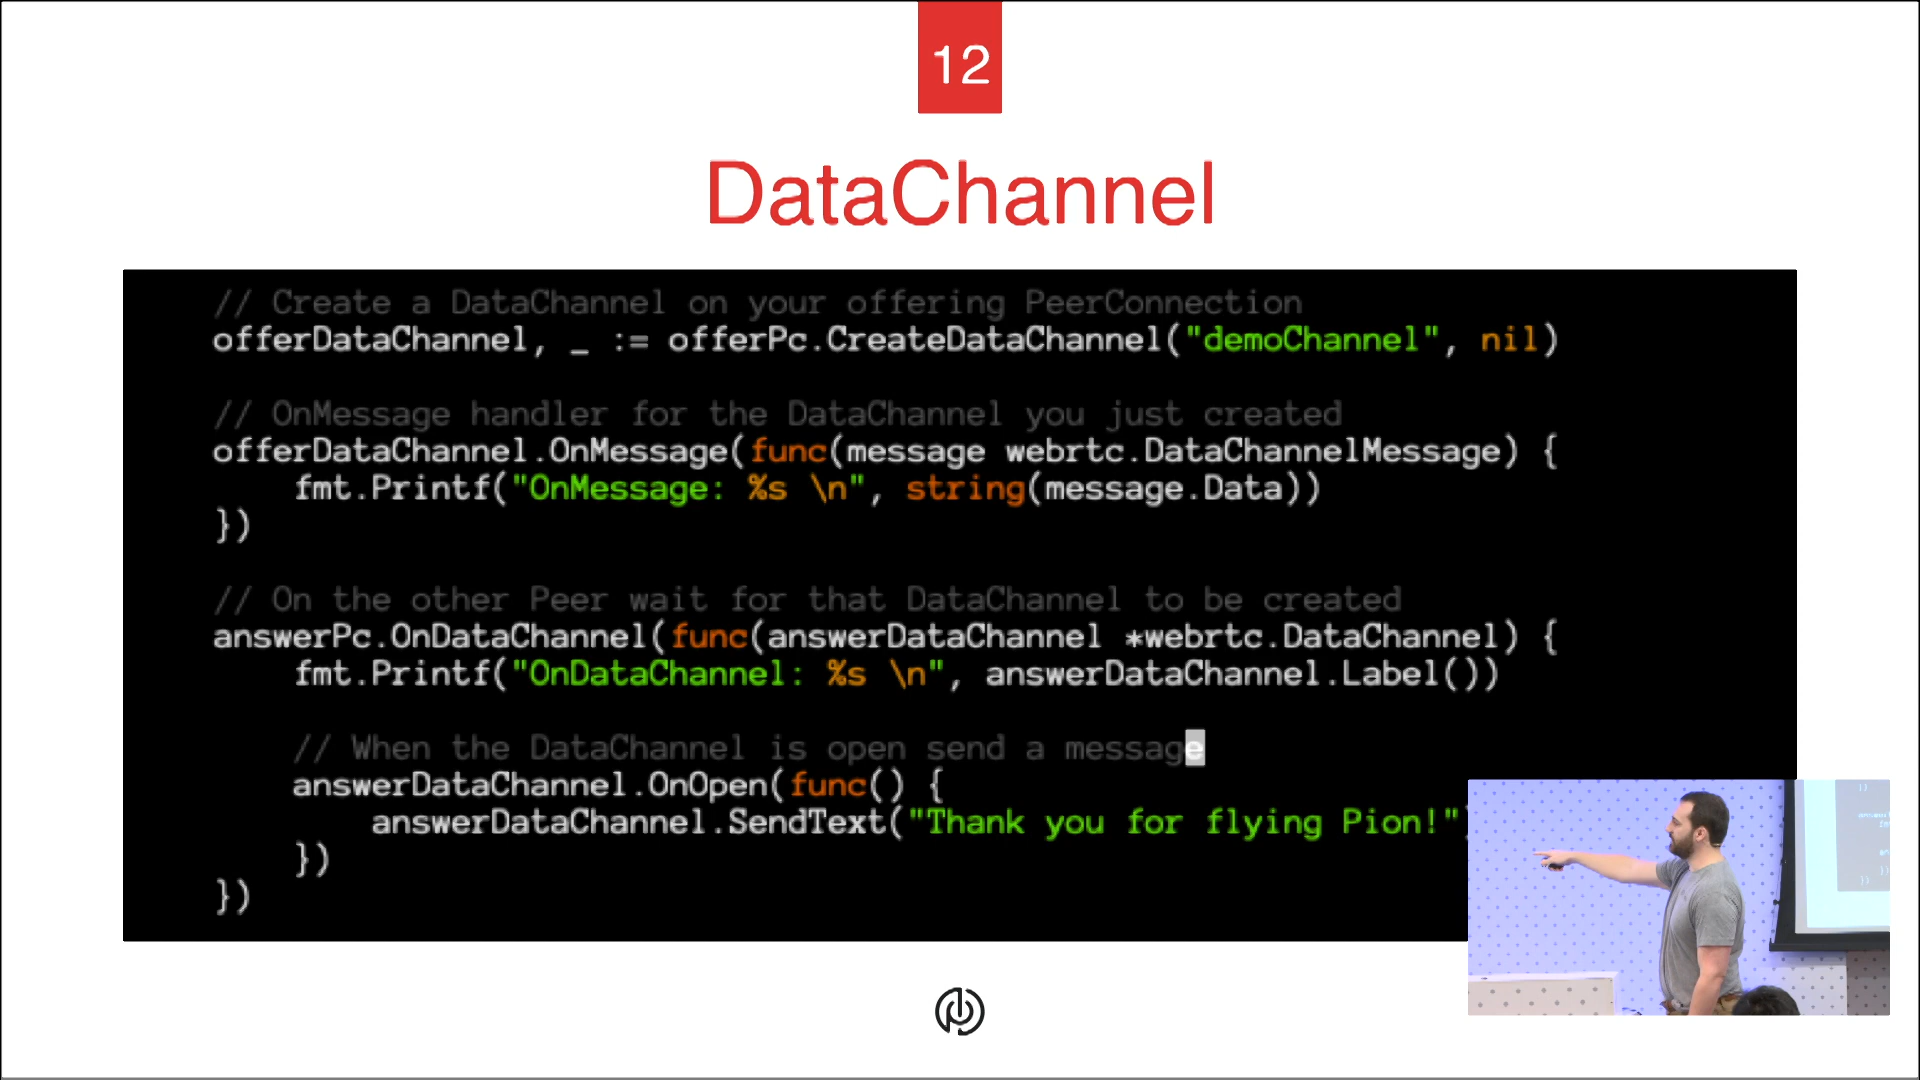 12
DataChannel
// Create a DataChannel on your offering PeerConnection
offerDataChannel, _ := offerPc.CreateDataChannel("demoChannel", nil)
// OnMessage handler for the DataChannel you just created
offerDataChannel.OnMessage(func(message webrtc.DataChannelMessage) {
fmt.Printf("OnMessage: %s \n", string(message.Data))
})
// On the other Peer wait for that DataChannel to be created
answerPc.OnDataChannel(func(answerDataChannel *webrtc.DataChannel) {
fmt.Printf("OnDataChannel: %s \n", answerDataChannel.Label())
// When the DataChannel is open send a message
answerDataChannel.OnOpen(func() {
answerDataChannel.SendText("Thank you for flying Pion!")
})
})